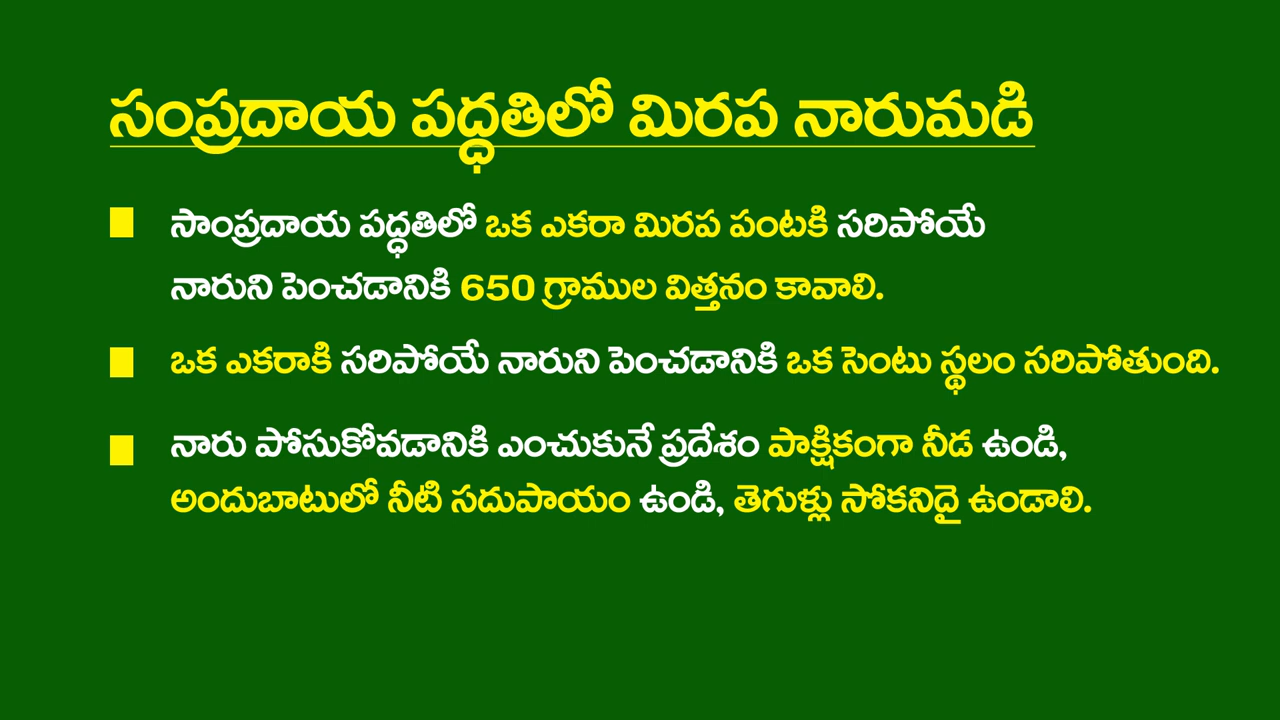 సంప్రదాయ పద్ధతిలో మిరప నారుమడి
సాంప్రదాయ పద్ధతిలో ఒక ఎకరా మిరప పంటకి సరిపోయే
నారుని పెంచడానికి 650 గ్రాముల విత్తనం కావాలి.
ఒక ఎకరాకి సరిపోయే నారుని పెంచడానికి ఒక సెంటు స్థలం సరిపోతుంది.
నారు పోసుకోవడానికి ఎంచుకునే ప్రదేశం పాక్షికంగా నీడ ఉండి,
అందుబాటులో నీటి సదుపాయం ఉండి, తెగుళ్లు సోకనిదై ఉండాలి.